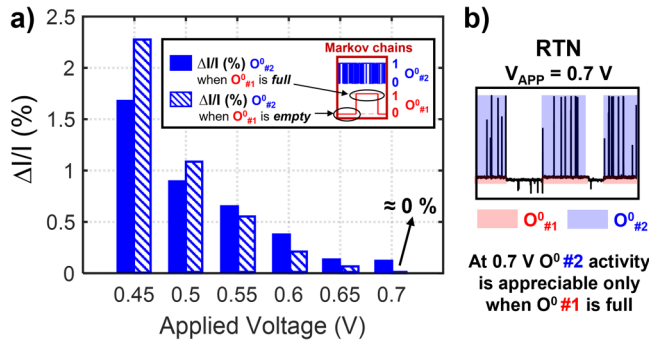 a)
2.5
2
1.5
1
0.5
0
ΔI/I (%)
0.45
0.5
0.55
0.6
0.65
0.7
Applied Voltage (V)
ΔI/I (%) O⁰#2
when O⁰#1 is full
ΔI/I (%) O⁰#2
when O⁰#1 is empty
Markov chains
1
0
O⁰#2
1
0
O⁰#1
≈ 0 %
b)
RTN
V_APP = 0.7 V
O⁰#1
O⁰#2
At 0.7 V O⁰ #2 activity
is appreciable only
when O⁰ #1 is full